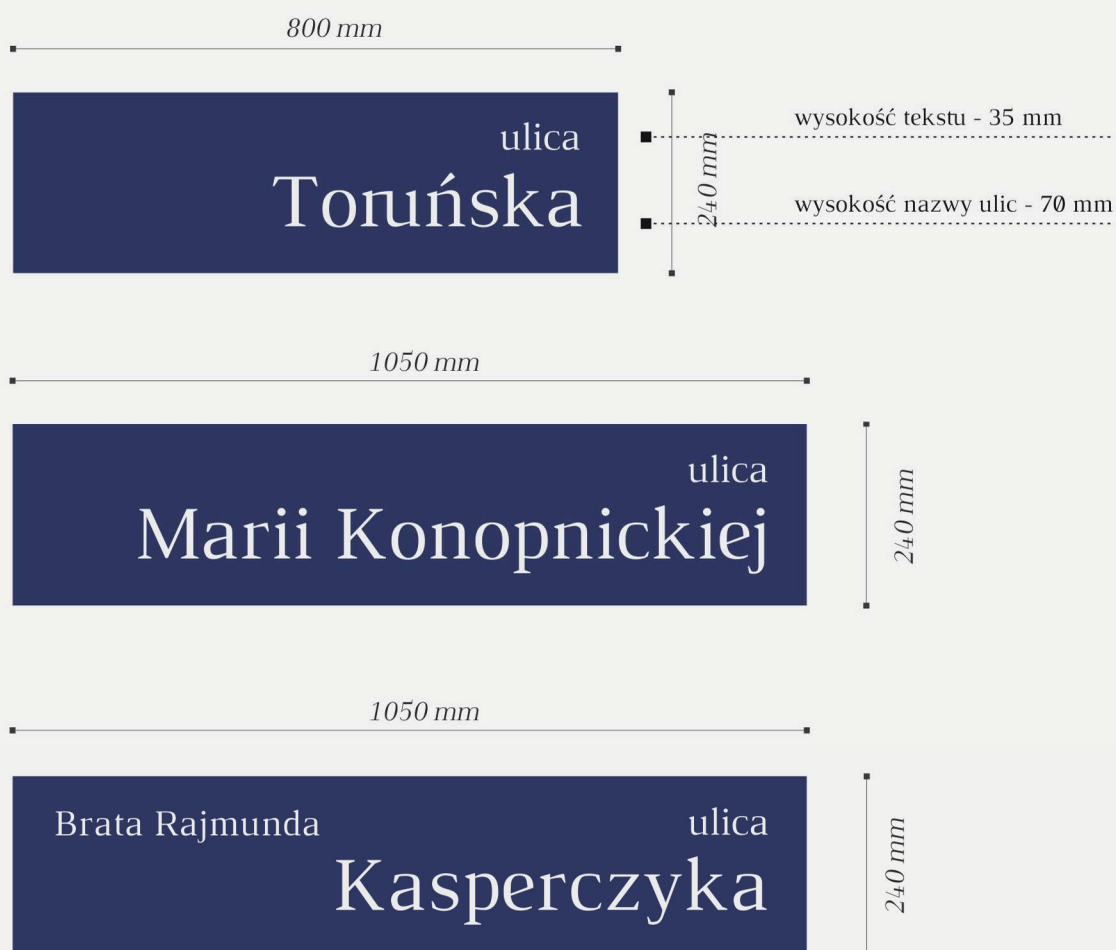 800 mm
ulica
Toruńska
240 mm
wysokość tekstu - 35 mm
wysokość nazwy ulic - 70 mm
1050 mm
ulica
Marii Konopnickiej
240 mm
1050 mm
Brata Rajmunda ulica
Kasperczyka
240 mm